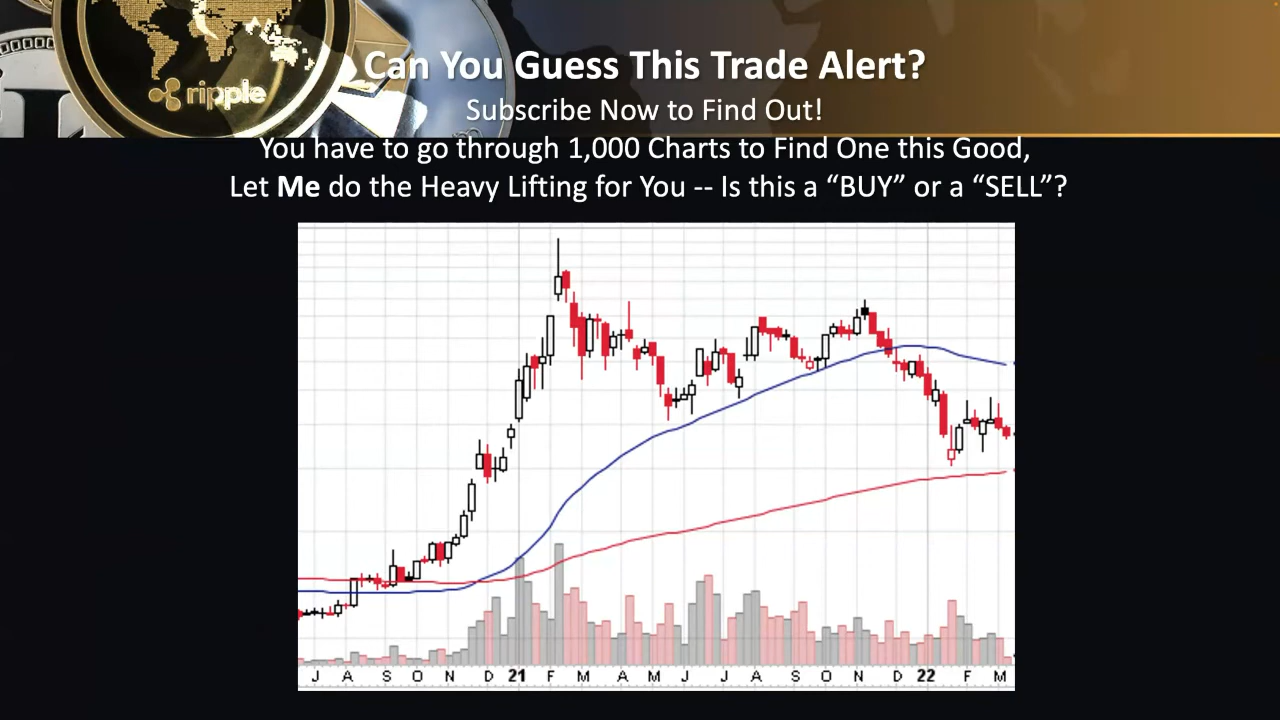 ripple
Can You Guess This Trade Alert?
Subscribe Now to Find Out!
You have to go through 1,000 Charts to Find One this Good,
Let Me do the Heavy Lifting for You -- Is this a “BUY” or a “SELL”?
J A S O N D 21 F M A M J J A S O N D 22 F M